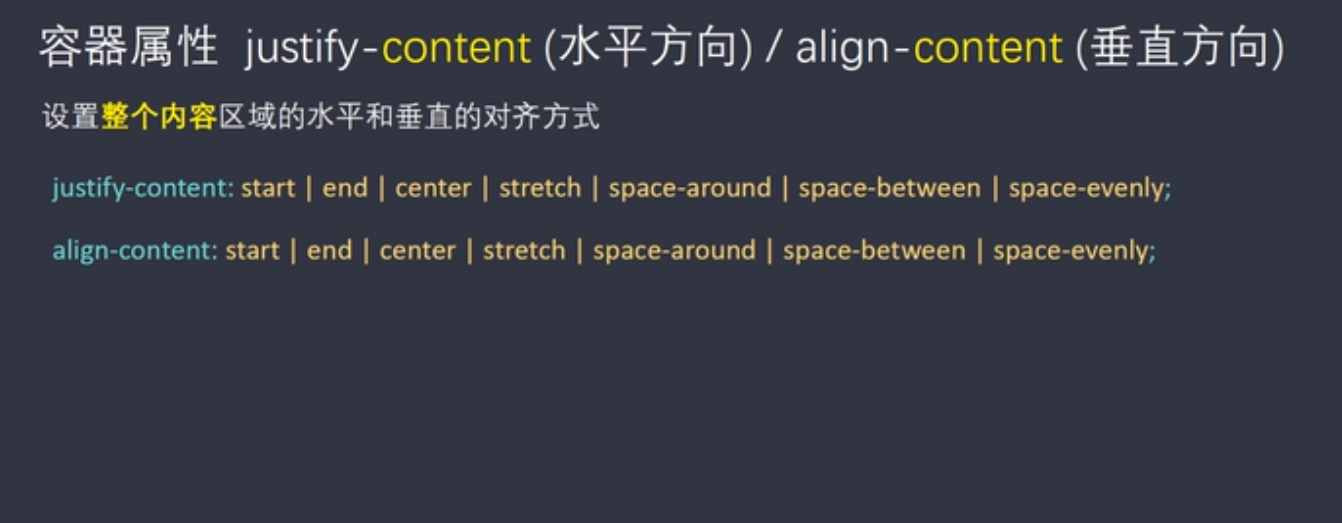 容器属性 justify-content (水平方向) / align-content (垂直方向)
设置整个内容区域的水平和垂直的对齐方式
justify-content: start | end | center | stretch | space-around | space-between | space-evenly;
align-content: start | end | center | stretch | space-around | space-between | space-evenly;